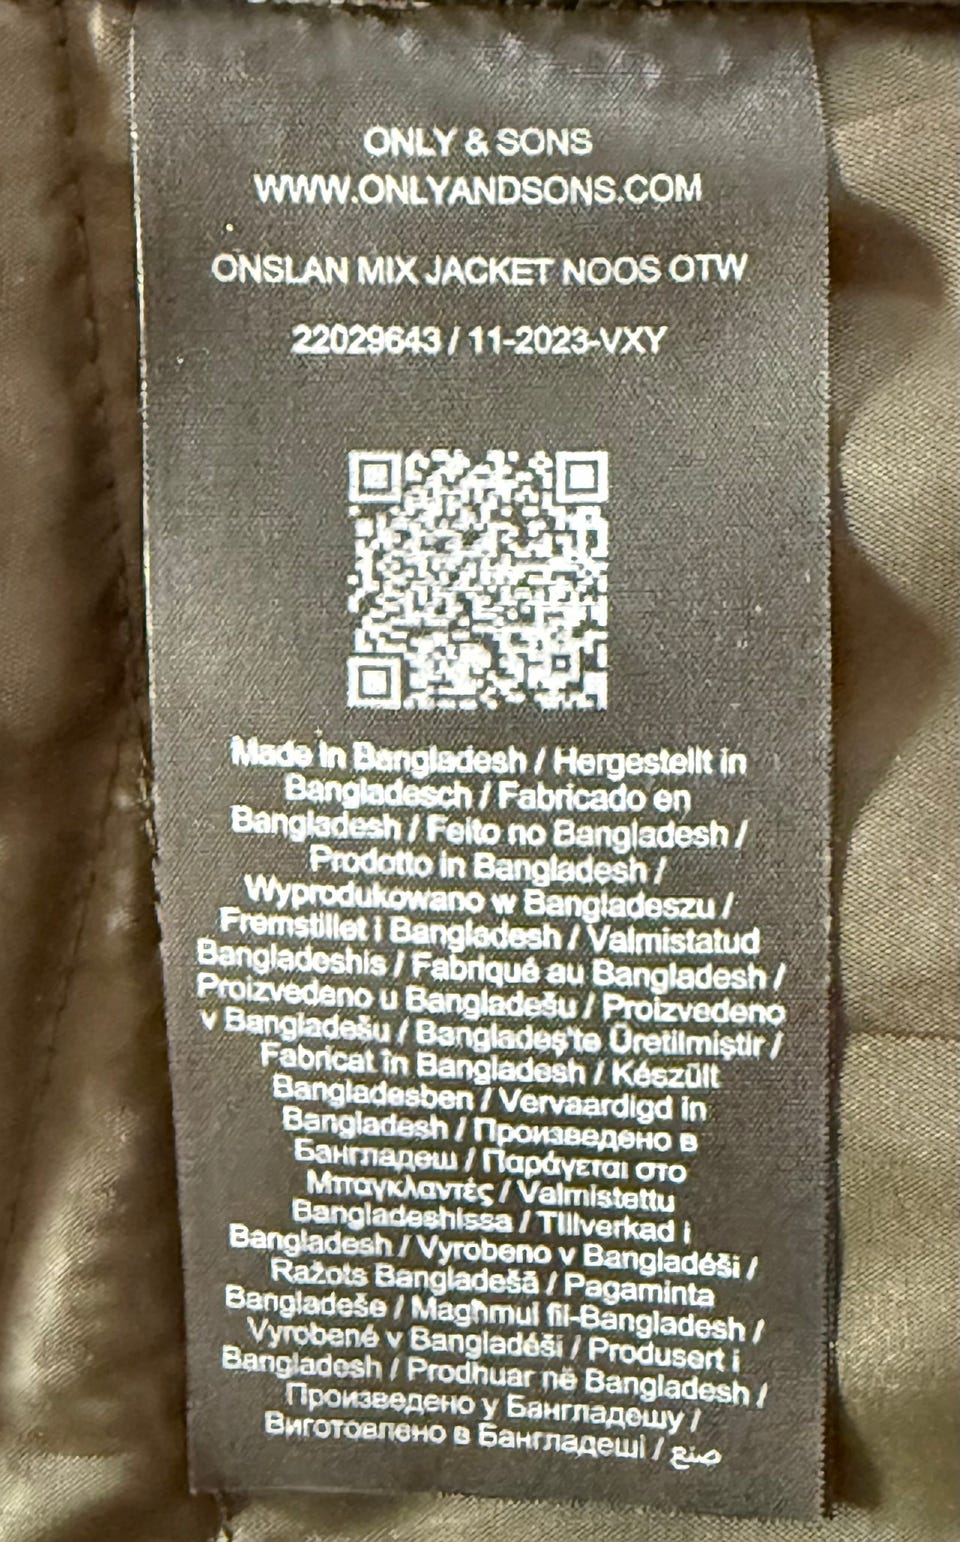 ONLY & SONS
WWW.ONLYANDSONS.COM
ONSLAN MIX JACKET NOOS OTW
22029643 / 11-2023-VXY
Made in Bangladesh / Hergestellt in
Bangladesch / Fabricado en
Bangladesh / Feito no Bangladesh /
Prodotto in Bangladesh /
Wyprodukowano w Bangladeszu /
Fremstillet i Bangladesh / Valmistatud
Bangladeshis / Fabriqué au Bangladesh /
Proizvedeno u Bangladešu / Proizvedeno
v Bangladešu / Bangladeş'te Üretilmiştir /
Fabricat în Bangladesh / Készült
Bangladesben / Vervaardigd in
Bangladesh / Произведено в
Бангладеш / Παράγεται στο
Μπαγκλαντές / Valmistettu
Bangladeshissa / Tillverkad i
Bangladesh / Vyrobeno v Bangladéši /
Ražots Bangladešā / Pagaminta
Bangladeše / Magħmul fil-Bangladesh /
Vyrobené v Bangladéši / Produsert i
Bangladesh / Prodhuar në Bangladesh /
Произведено у Бангладешу /
Виготовлено в Бангладеші / صنع